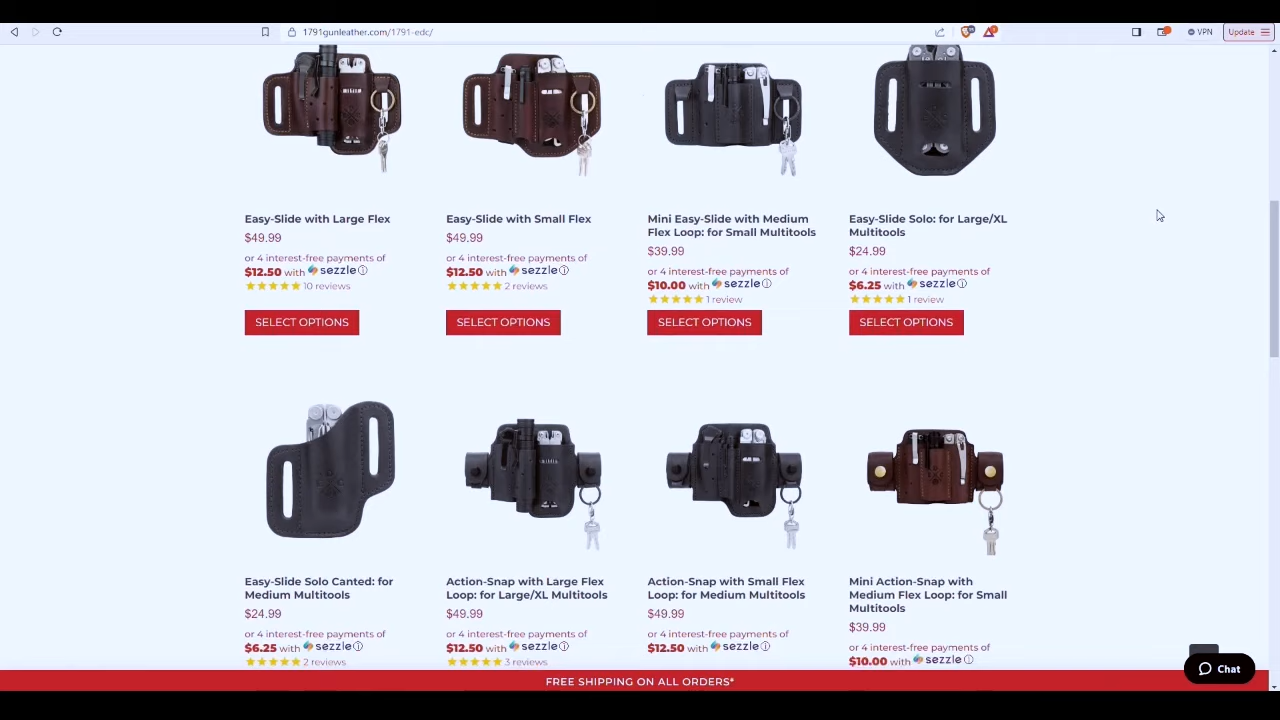 1791gunleather.com/1791-edc/
VPN
Update
Easy-Slide with Large Flex
$49.99
or 4 interest-free payments of
$12.50 with sezzle
10 reviews
SELECT OPTIONS
Easy-Slide with Small Flex
$49.99
or 4 interest-free payments of
$12.50 with sezzle
2 reviews
SELECT OPTIONS
Mini Easy-Slide with Medium
Flex Loop: for Small Multitools
$39.99
or 4 interest-free payments of
$10.00 with sezzle
1 review
SELECT OPTIONS
Easy-Slide Solo: for Large/XL
Multitools
$24.99
or 4 interest-free payments of
$6.25 with sezzle
1 review
SELECT OPTIONS
Easy-Slide Solo Canted: for
Medium Multitools
$24.99
or 4 interest-free payments of
$6.25 with sezzle
2 reviews
Action-Snap with Large Flex
Loop: for Large/XL Multitools
$49.99
or 4 interest-free payments of
$12.50 with sezzle
3 reviews
Action-Snap with Small Flex
Loop: for Medium Multitools
$49.99
or 4 interest-free payments of
$12.50 with sezzle
Mini Action-Snap with
Medium Flex Loop: for Small
Multitools
$39.99
or 4 interest-free payments of
$10.00 with sezzle
Chat
FREE SHIPPING ON ALL ORDERS*